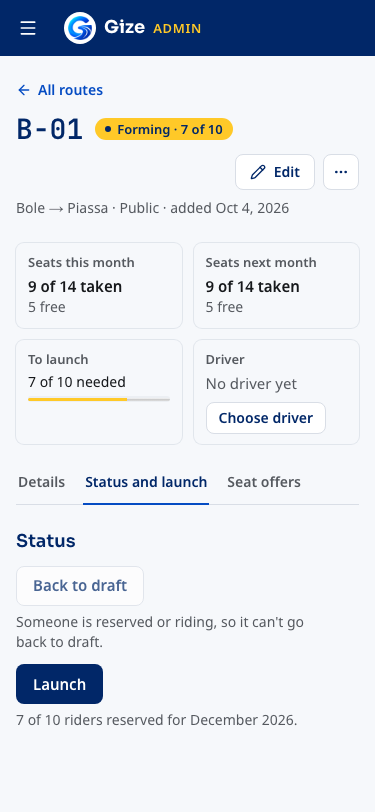 Gize ADMIN
← All routes
B-01
Forming · 7 of 10
Edit
Bole → Piassa · Public · added Oct 4, 2026
Seats this month
9 of 14 taken
5 free
Seats next month
9 of 14 taken
5 free
To launch
7 of 10 needed
Driver
No driver yet
Choose driver
Details
Status and launch
Seat offers
Status
Back to draft
Someone is reserved or riding, so it can't go
back to draft.
Launch
7 of 10 riders reserved for December 2026.